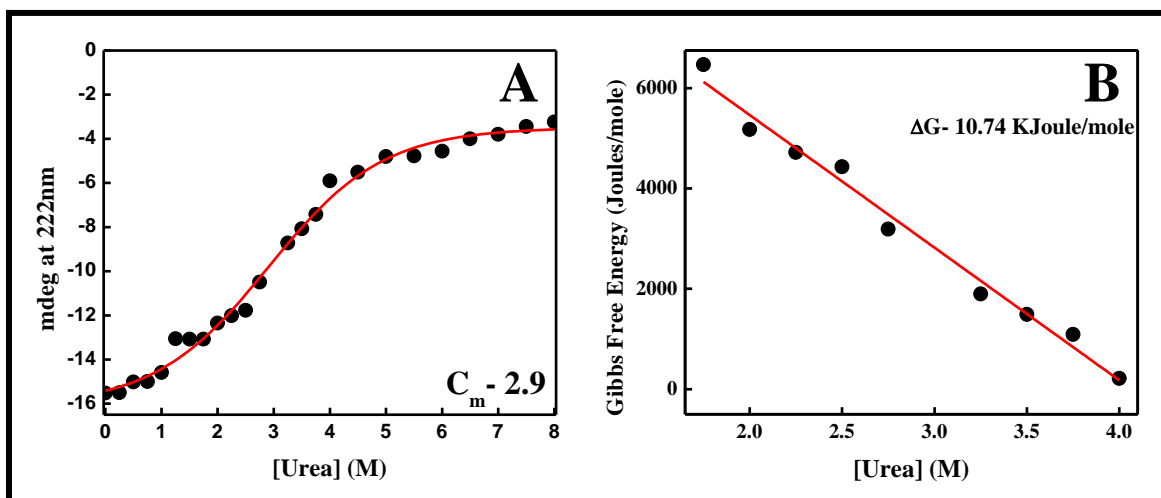 A
0
-2
-4
-6
-8
-10
-12
-14
-16
mdeg at 222nm
C_m- 2.9
0 1 2 3 4 5 6 7 8
[Urea] (M)
B
ΔG- 10.74 KJoule/mole
6000
4000
2000
0
Gibbs Free Energy (Joules/mole)
2.0 2.5 3.0 3.5 4.0
[Urea] (M)